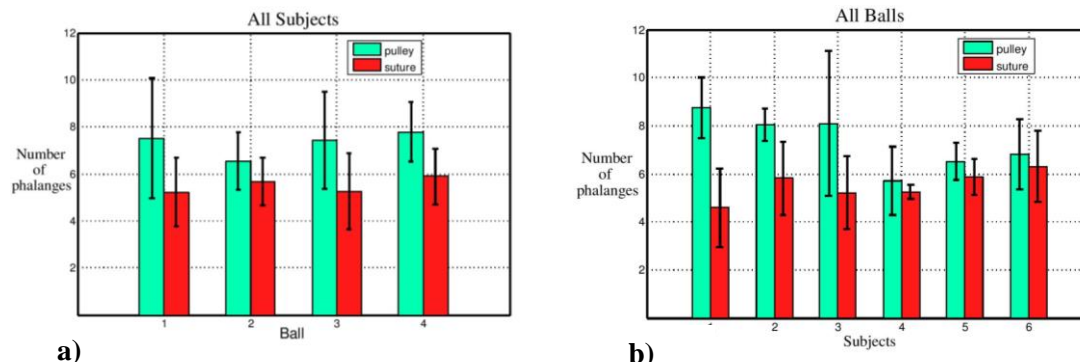 All Subjects
12
10
8
6
4
2
Number
of
phalanges
pulley
suture
1 2 3 4
Ball
a)
All Balls
12
10
8
6
4
2
Number
of
phalanges
pulley
suture
2 3 4 5 6
Subjects
b)